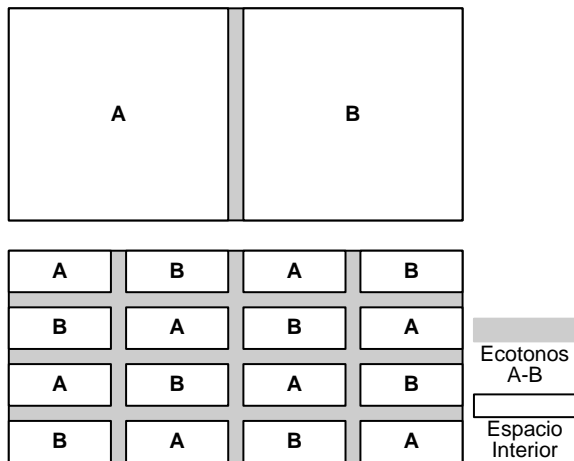 A B
A B A B
B A B A
A B A B
B A B A
Ecotonos
A-B
Espacio
Interior